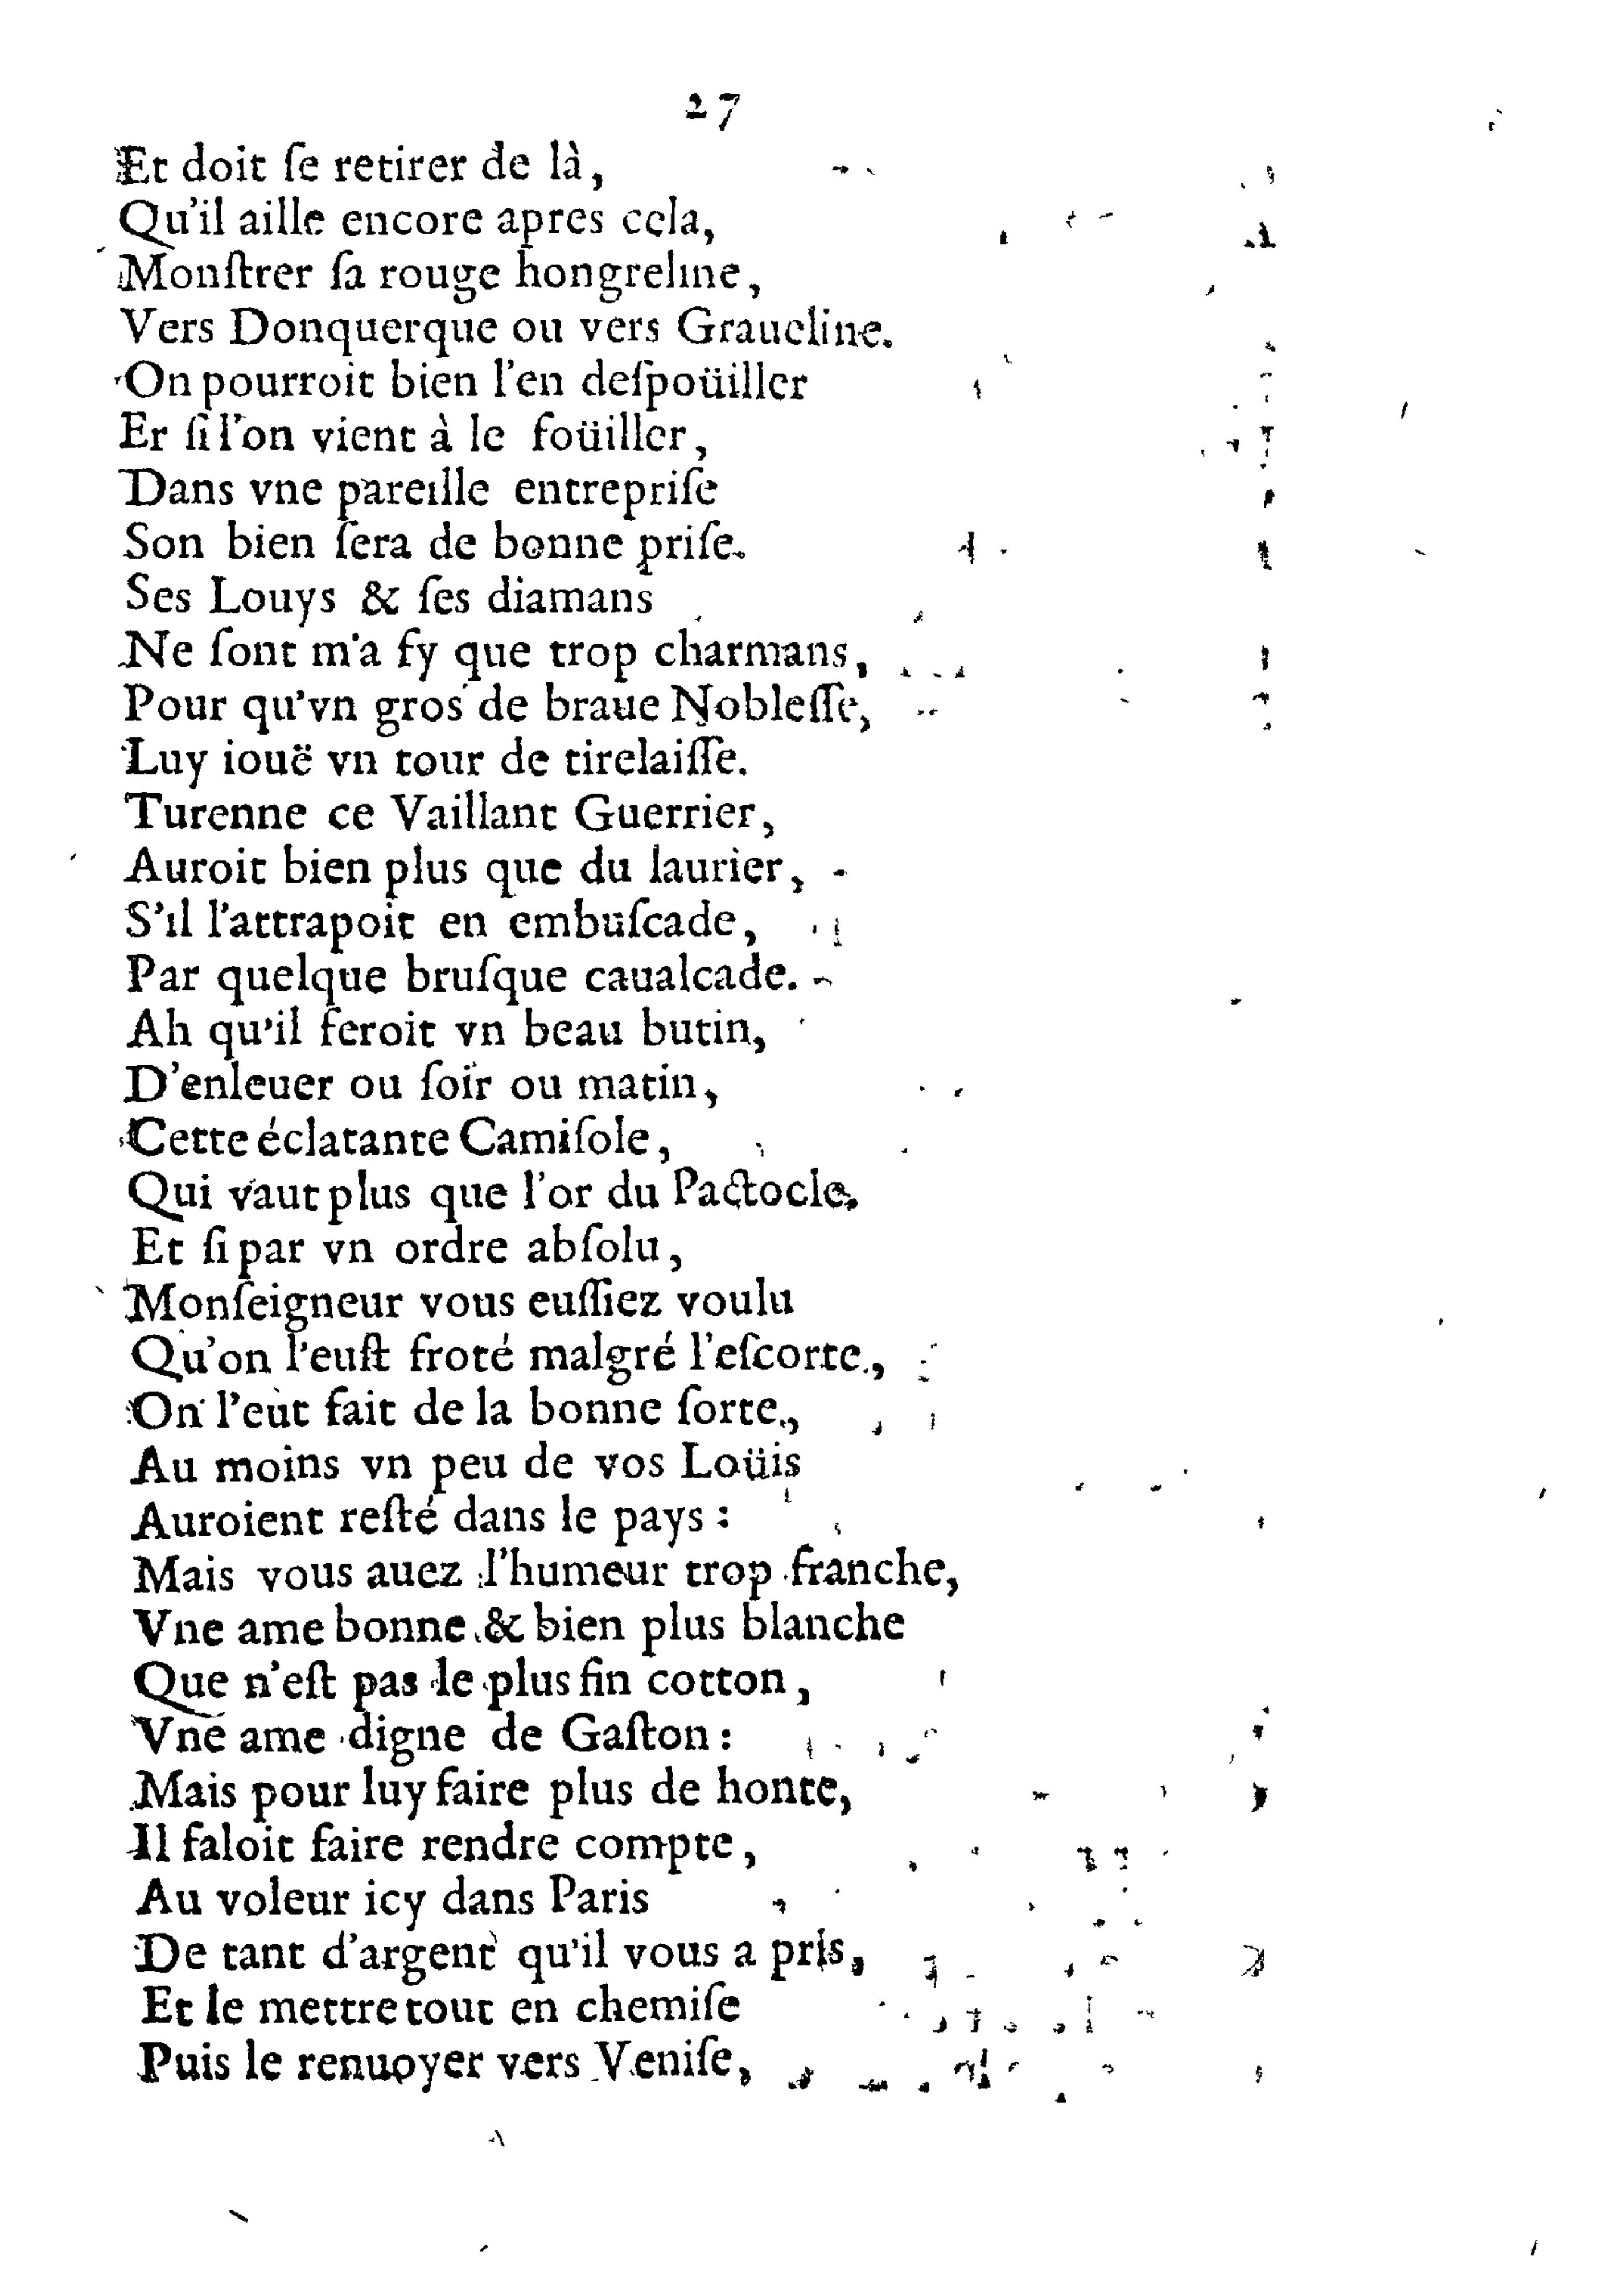 27
Et doit ſe retirer de là,
Qu'il aille encore apres cela,
Monſtrer ſa rouge hongreline,
Vers Donquerque ou vers Graueline.
On pourroit bien l'en deſpoüiller
Er ſi l'on vient à le foüiller,
Dans vne pareille entrepriſe
Son bien ſera de bonne priſe.
Ses Louys & ſes diamans
Ne ſont m'a fy que trop charmans,
Pour qu'vn gros de braue Nobleſſe,
Luy iouë vn tour de tirelaiſſe.
Turenne ce Vaillant Guerrier,
Auroit bien plus que du laurier,
S'il l'attrapoit en embuſcade,
Par quelque bruſque caualcade.
Ah qu'il feroit vn beau butin,
D'enleuer ou ſoir ou matin,
Cette éclatante Camiſole,
Qui vaut plus que l'or du Pactocle,
Et ſi par vn ordre abſolu,
Monſeigneur vous euſſiez voulu
Qu'on l'euſt froté malgré l'eſcorte,
On l'eût fait de la bonne ſorte,
Au moins vn peu de vos Loüis
Auroient reſté dans le pays :
Mais vous auez l'humeur trop franche,
Vne ame bonne & bien plus blanche
Que n'eſt pas le plus fin cotton,
Vne ame digne de Gaſton :
Mais pour luy faire plus de honte,
Il faloit faire rendre compte,
Au voleur icy dans Paris
De tant d'argent qu'il vous a pris,
Et le mettre tout en chemiſe
Puis le renuoyer vers Veniſe,